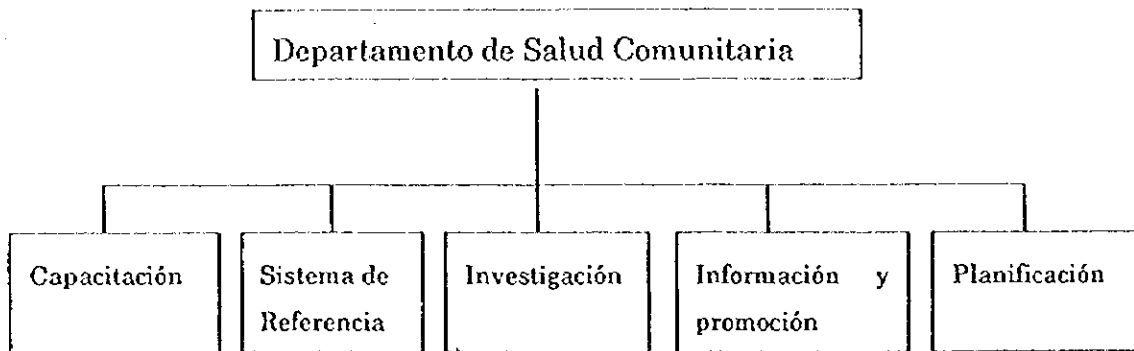 Departamento de Salud Comunitaria
Capacitación
Sistema de
Referencia
Investigación
Información y
promoción
Planificación